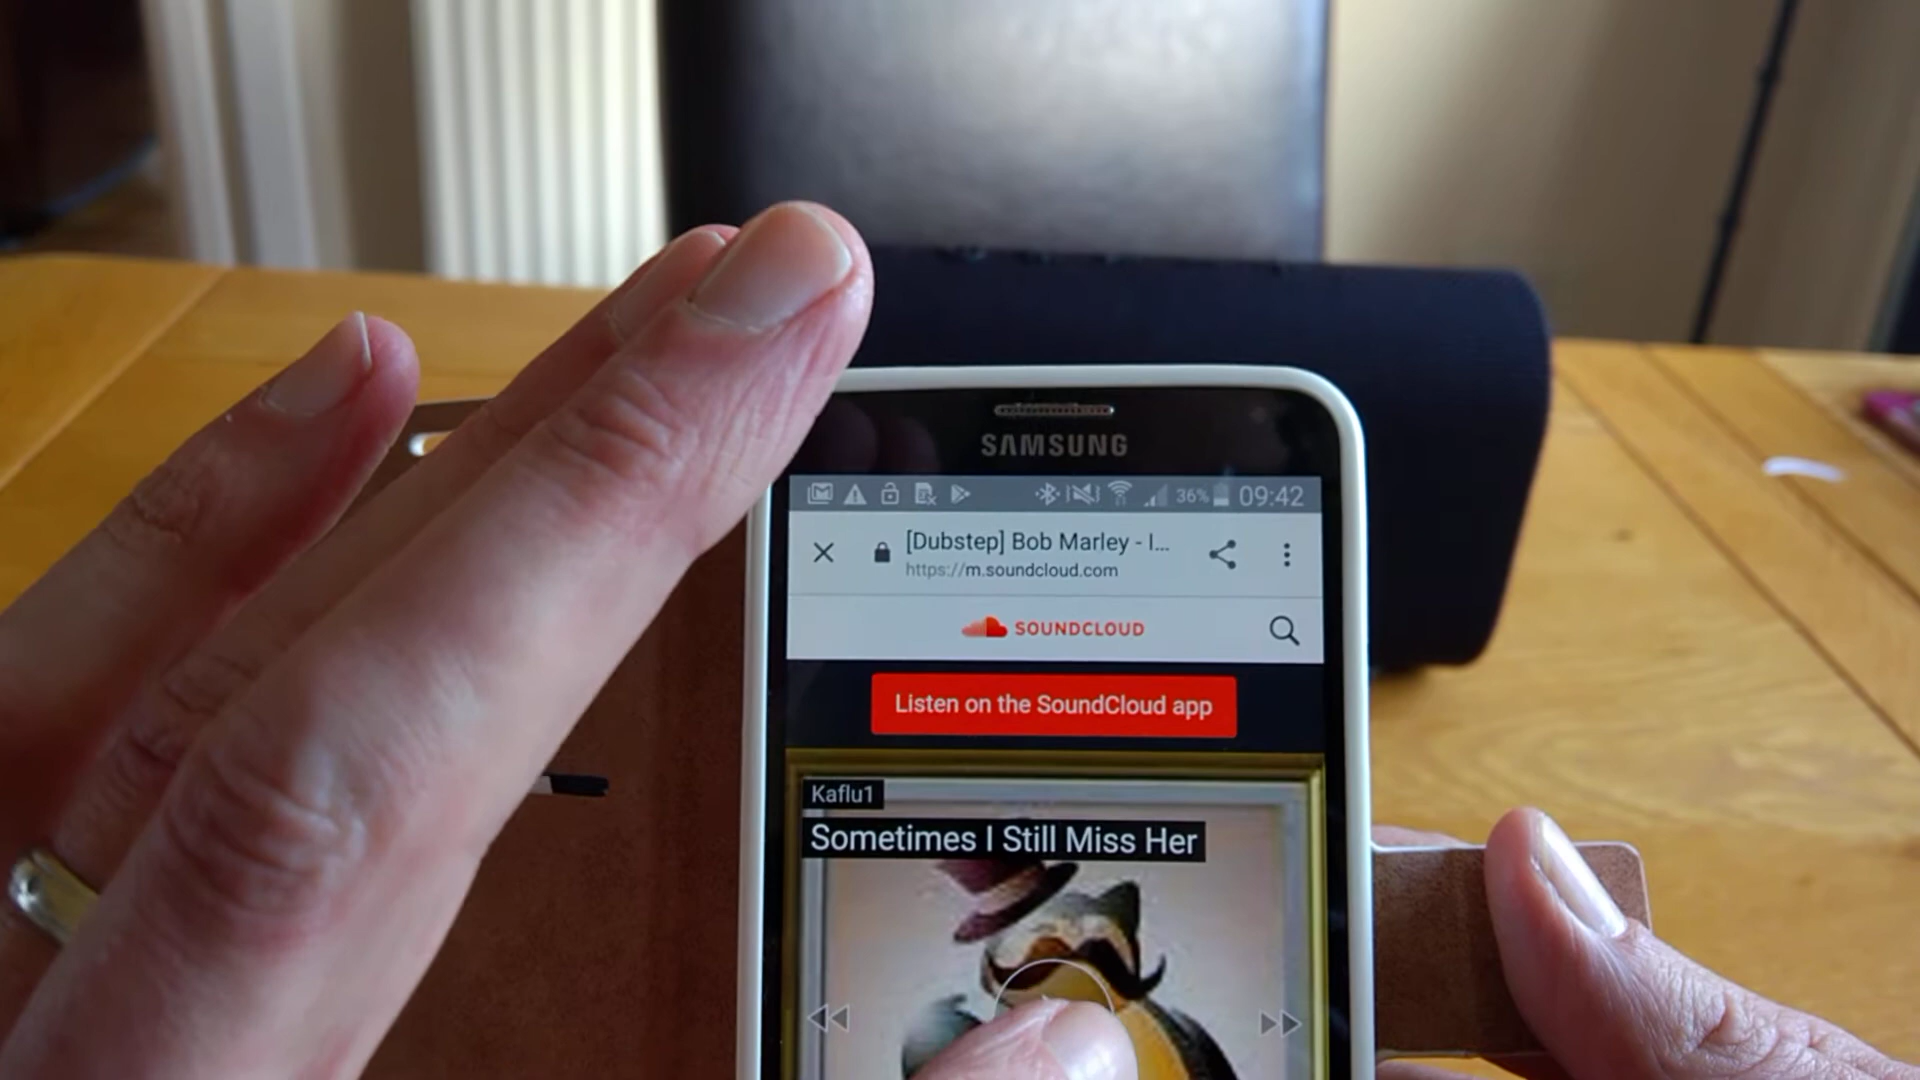 SAMSUNG
36% 09:42
[Dubstep] Bob Marley - I...
https://m.soundcloud.com
SOUNDCLOUD
Listen on the SoundCloud app
Kaflu1
Sometimes I Still Miss Her